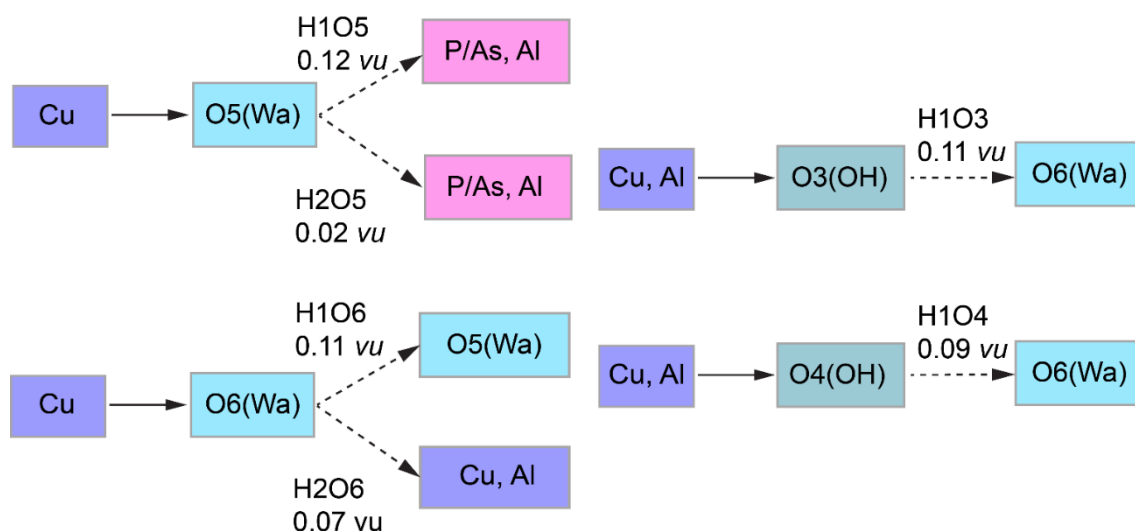 H1O5
0.12 vu
P/As, Al
Cu
O5(Wa)
P/As, Al
H2O5
0.02 vu
H1O3
0.11 vu
Cu, Al
O3(OH)
O6(Wa)
H1O6
0.11 vu
O5(Wa)
Cu
O6(Wa)
Cu, Al
H2O6
0.07 vu
H1O4
0.09 vu
Cu, Al
O4(OH)
O6(Wa)